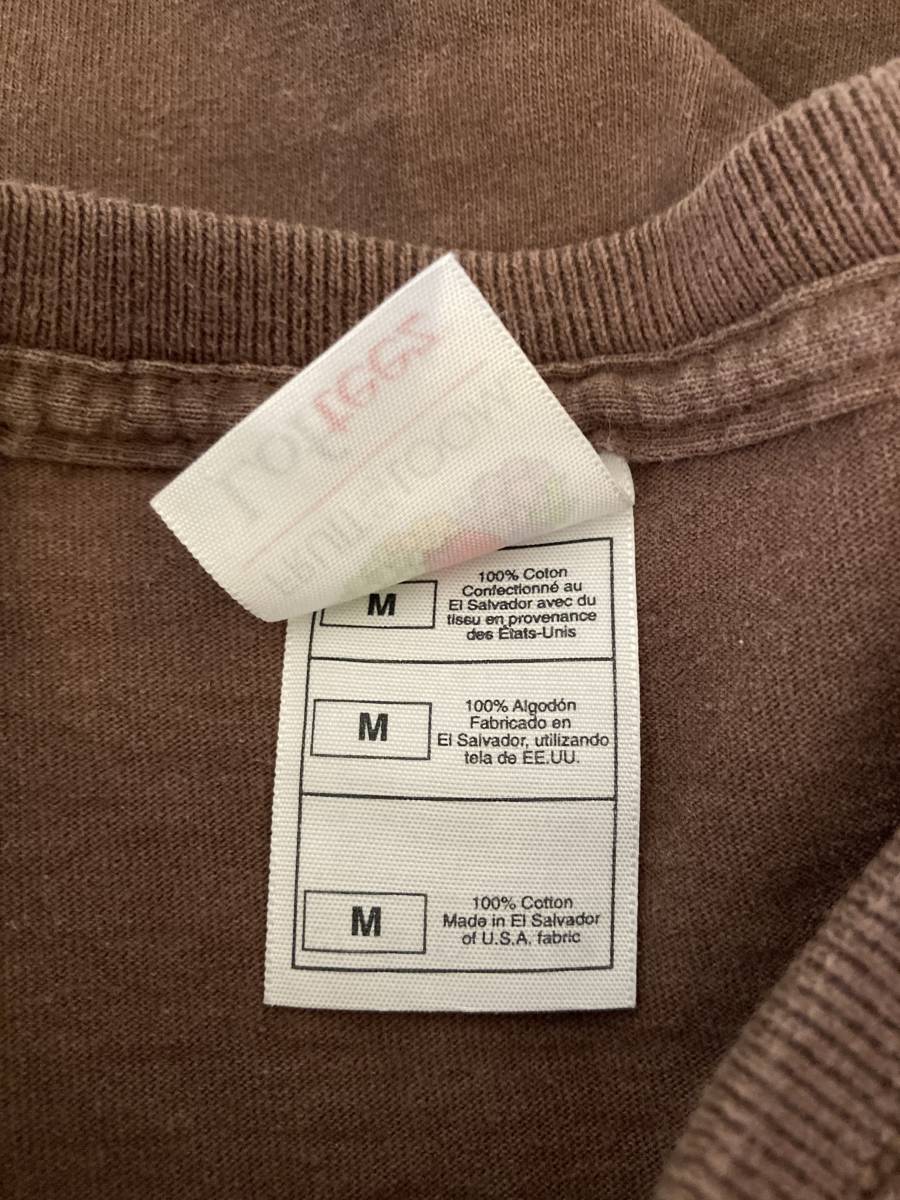 M
100% Coton
Confectionné au
El Salvador avec du
tissu en provenance
des États-Unis
M
100% Algodón
Fabricado en
El Salvador, utilizando
tela de EE.UU.
M
100% Cotton
Made in El Salvador
of U.S.A. fabric